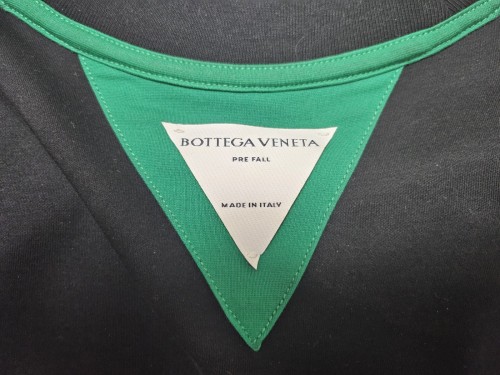 BOTTEGA VENETA
PRE FALL
MADE IN ITALY